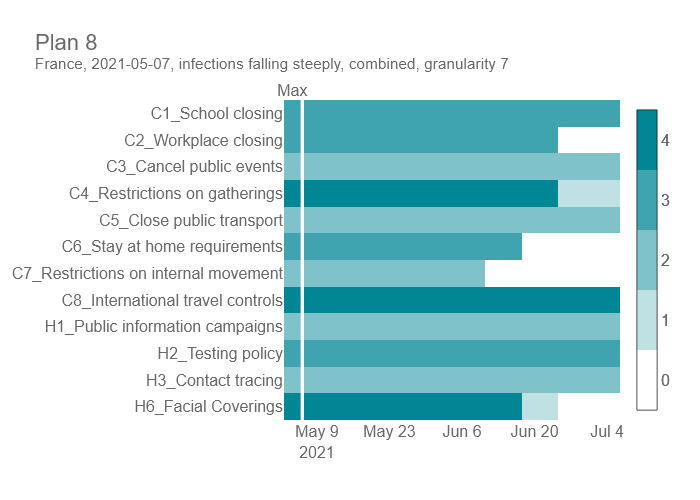 Plan 8
France, 2021-05-07, infections falling steeply, combined, granularity 7
Max
C1_School closing
C2_Workplace closing
C3_Cancel public events
C4_Restrictions on gatherings
C5_Close public transport
C6_Stay at home requirements
C7_Restrictions on internal movement
C8_International travel controls
H1_Public information campaigns
H2_Testing policy
H3_Contact tracing
H6_Facial Coverings
May 9 May 23 Jun 6 Jun 20 Jul 4
2021
4
3
2
1
0